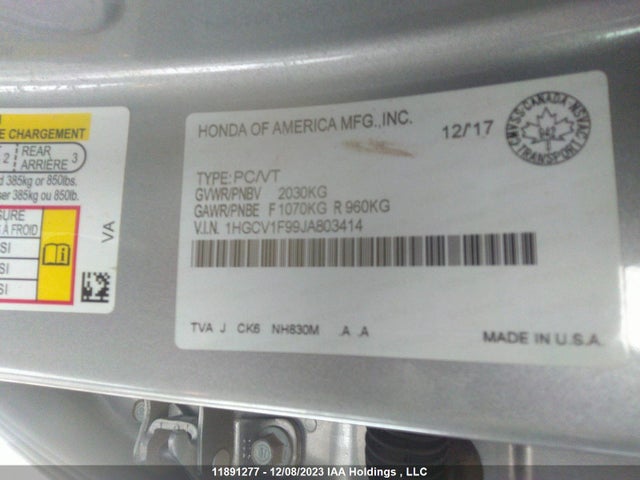 E CHARGEMENT
2 REAR 3
ARRIÈRE
385kg or 850lbs.
ser 385kg ou 850lb.
SURE
À FROID
SI
SI
SI
VA
HONDA OF AMERICA MFG.,INC.
12/'17
CMVSS-CANADA-NSVAC
TRANSPORT
TYPE: PC/VT
GVWR/PNBV 2030KG
GAWR/PNBE F 1070KG R 960KG
V.I.N. 1HGCV1F99JA803414
TVA J CK6 NH830M .A .A
MADE IN U.S.A.
11891277 - 12/08/2023 IAA Holdings , LLC